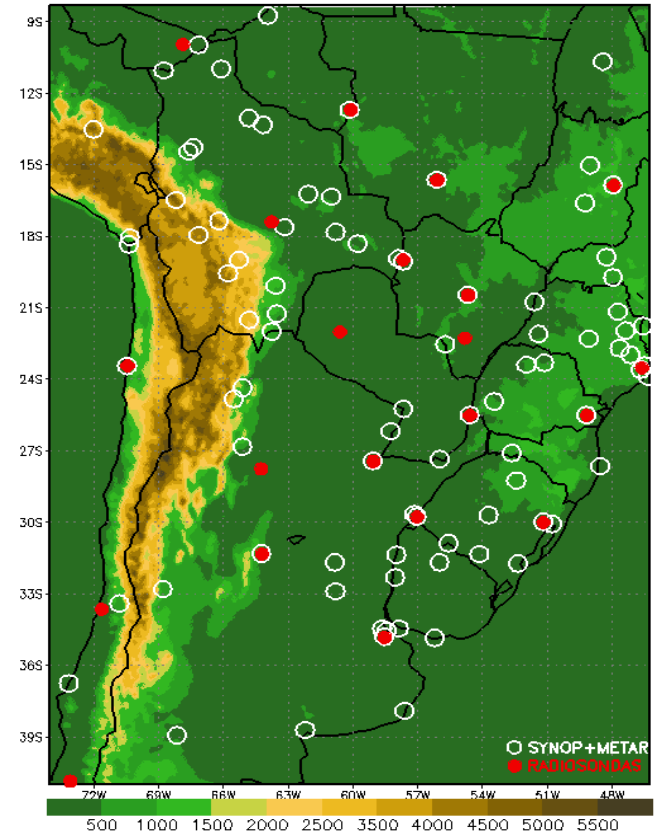 9S
12S
15S
18S
21S
24S
27S
30S
33S
36S
39S
SYNOP+METAR
RADIOSONDAS
72W 69W 66W 63W 60W 57W 54W 51W 48W
500 1000 1500 2000 2500 3500 4000 4500 5000 5500